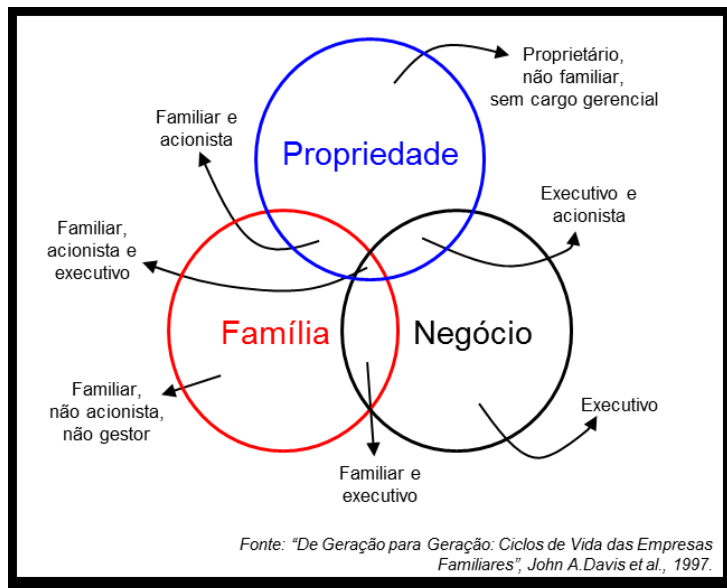 Proprietário,
não familiar,
sem cargo gerencial
Familiar e
acionista
Propriedade
Executivo e
acionista
Familiar,
acionista e
executivo
Família
Negócio
Familiar,
não acionista,
não gestor
Executivo
Familiar e
executivo
Fonte: “De Geração para Geração: Ciclos de Vida das Empresas
Familiares”, John A.Davis et al., 1997.